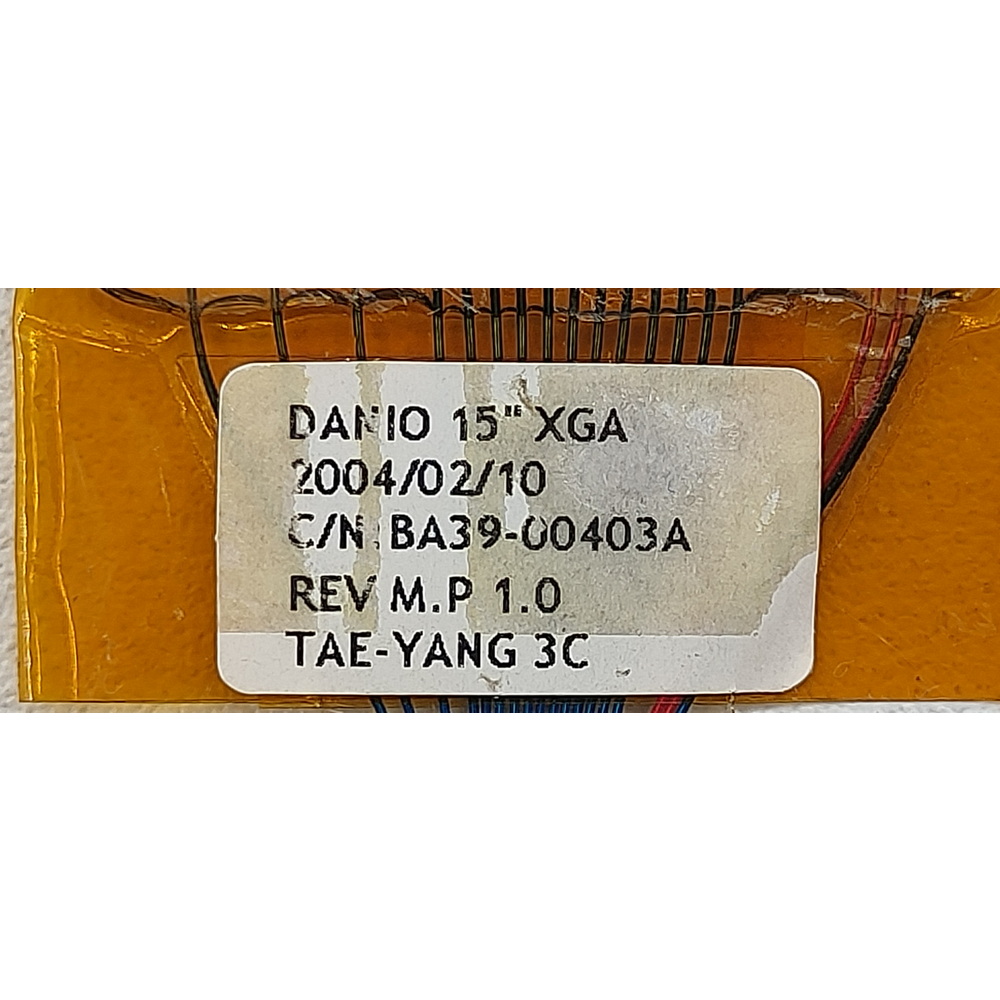 DANIO 15" XGA
2004/02/10
C/N:BA39-00403A
REV M.P 1.0
TAE-YANG 3C